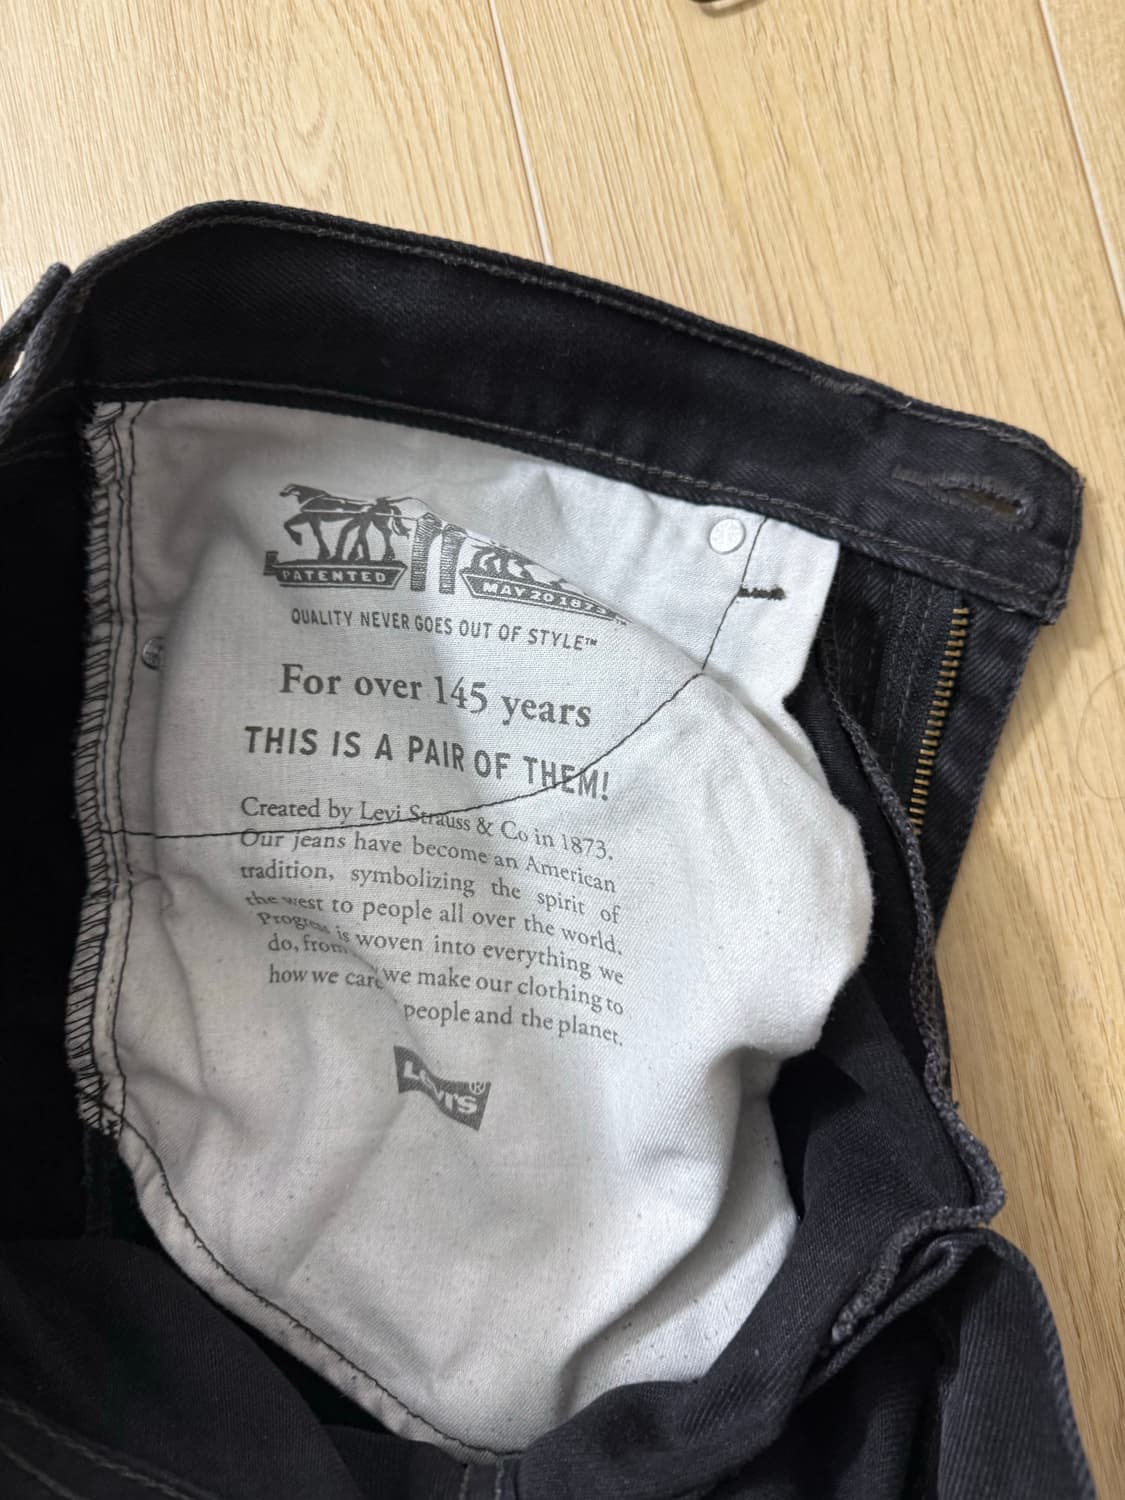 PATENTED
MAY 20 1873 ™
QUALITY NEVER GOES OUT OF STYLE™
For over 145 years
THIS IS A PAIR OF THEM!
Created by Levi Strauss & Co in 1873.
Our jeans have become an American
tradition, symbolizing the spirit of
the west to people all over the world.
Progress is woven into everything we
do, from we make our clothing to
how we care people and the planet.
LEVI'S®